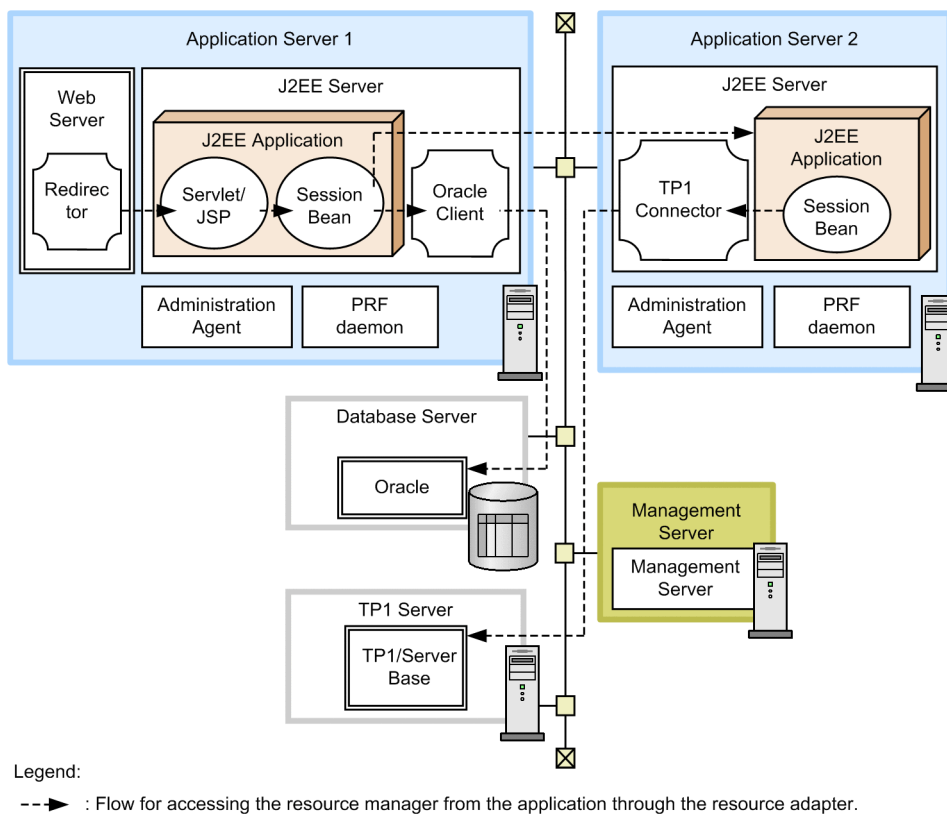 Application Server 1
Web
Server
Redirec
tor
J2EE Server
J2EE Application
Servlet/
JSP
Session
Bean
Oracle
Client
Administration
Agent
PRF
daemon
Application Server 2
J2EE Server
TP1
Connector
J2EE
Application
Session
Bean
Administration
Agent
PRF
daemon
Database Server
Oracle
Management
Server
Management
Server
TP1 Server
TP1/Server
Base
Legend:
: Flow for accessing the resource manager from the application through the resource adapter.